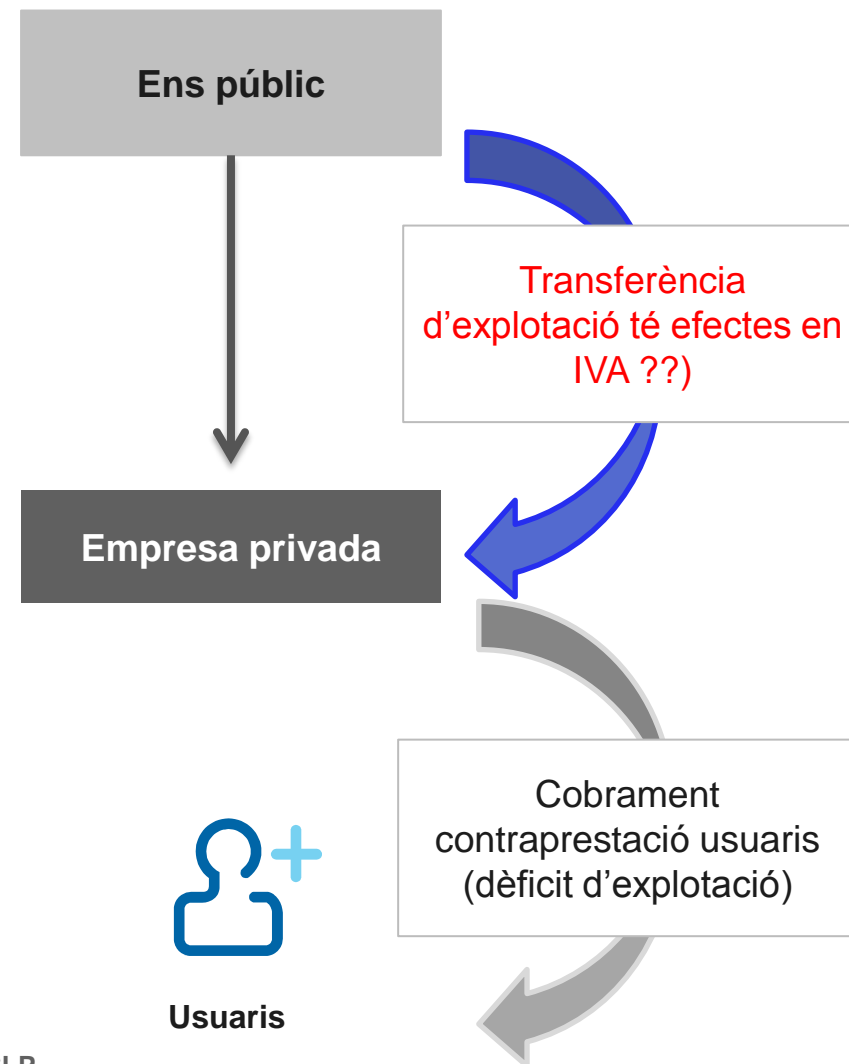 Ens públic
Transferència
d’explotació té efectes en
IVA ??)
Empresa privada
Cobrament
contraprestació usuaris
(dèficit d’explotació)
Usuaris